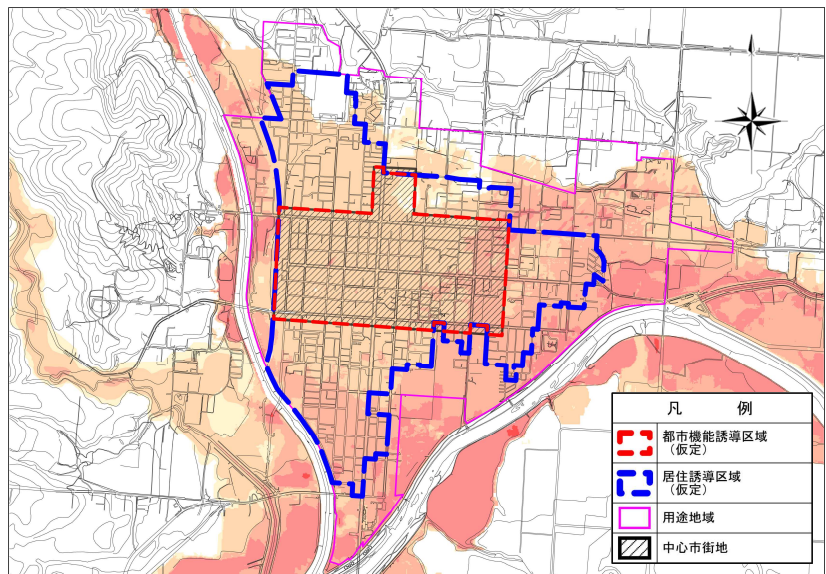 凡 例
都市機能誘導区域
(仮定)
居住誘導区域
(仮定)
用途地域
中心市街地